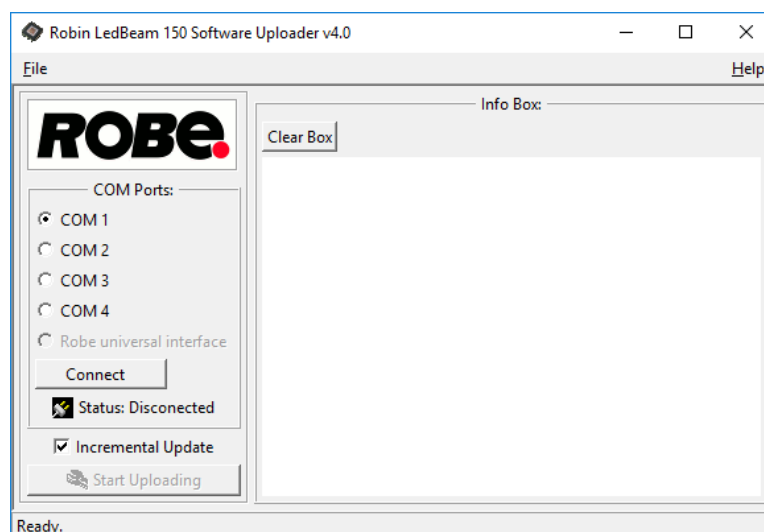 Robin LedBeam 150 Software Uploader v4.0
File
Help
ROBE
COM Ports:
COM 1
COM 2
COM 3
COM 4
Robe universal interface
Connect
Status: Disconected
Incremental Update
Start Uploading
Info Box:
Clear Box
Ready.